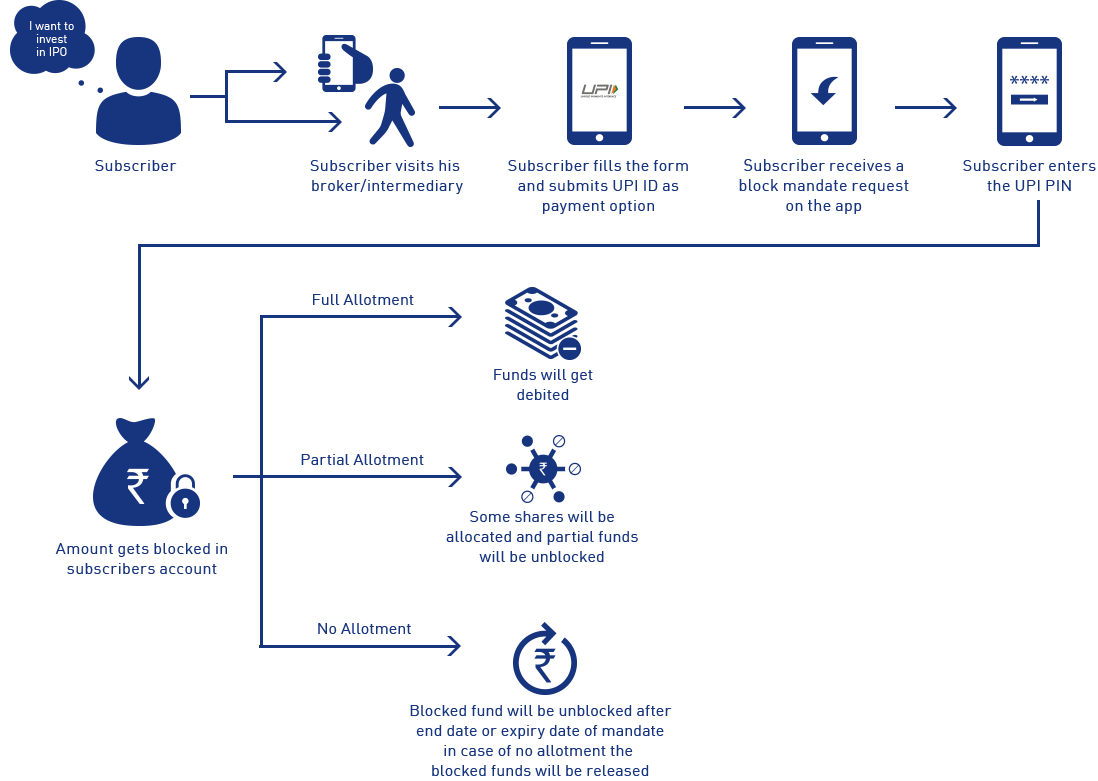 I want to
invest
in IPO
Subscriber
Subscriber visits his
broker/intermediary
UPI
Subscriber fills the form
and submits UPI ID as
payment option
Subscriber receives a
block mandate request
on the app
****
Subscriber enters
the UPI PIN
Full Allotment
Funds will get
debited
₹
Amount gets blocked in
subscribers account
Partial Allotment
₹
Some shares will be
allocated and partial funds
will be unblocked
No Allotment
₹
Blocked fund will be unblocked after
end date or expiry date of mandate
in case of no allotment the
blocked funds will be released